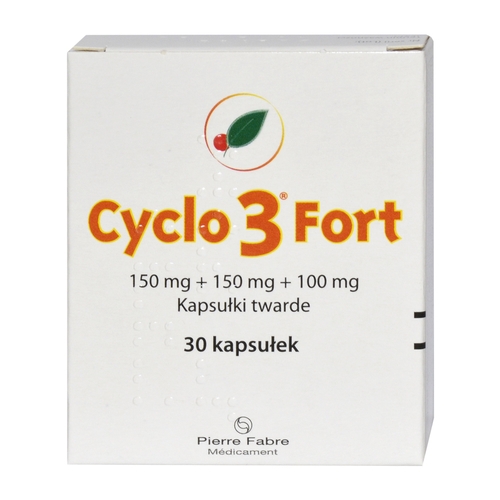 Cyclo 3® Fort
150 mg + 150 mg + 100 mg
Kapsułki twarde
30 kapsułek
Pierre Fabre
Médicament